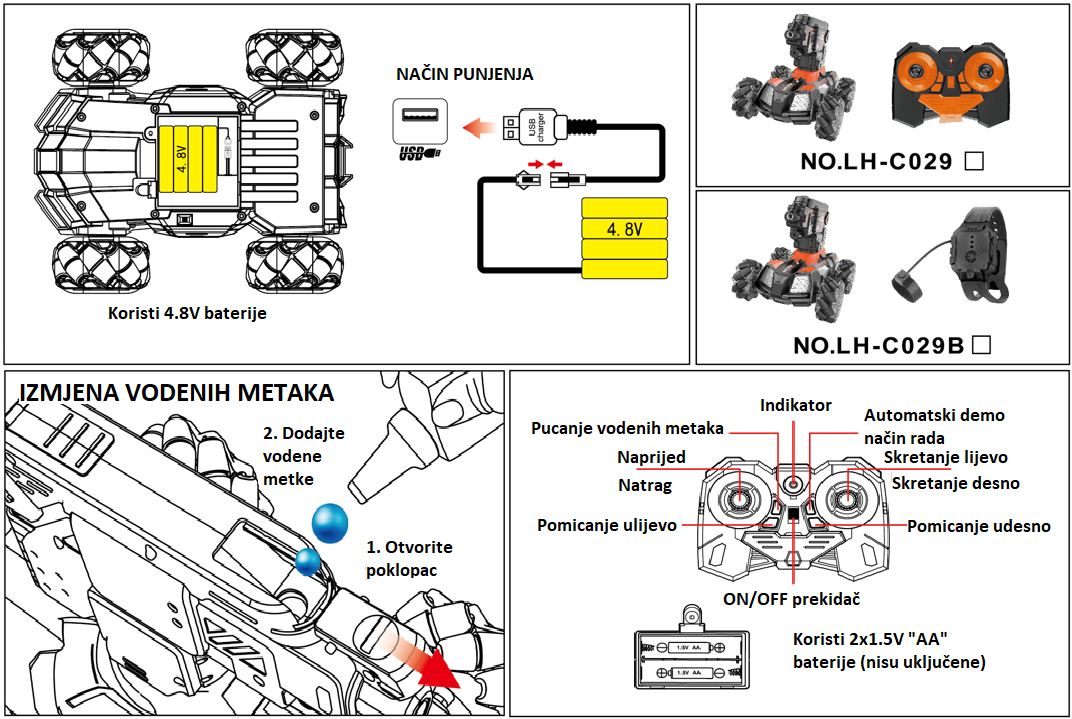 NAČIN PUNJENJA
USB
USB
charger
4.8V
4.8V
Koristi 4.8V baterije
NO.LH-C029
NO.LH-C029B
IZMJENA VODENIH METAKA
2. Dodajte
vodene
metke
1. Otvorite
poklopac
Indikator
Pucanje vodenih metaka
Automatski demo
način rada
Naprijed
Skretanje lijevo
Natrag
Skretanje desno
Pomicanje ulijevo
Pomicanje udesno
ON/OFF prekidač
Koristi 2x1.5V "AA"
baterije (nisu uključene)
1.5V AA
1.5V AA